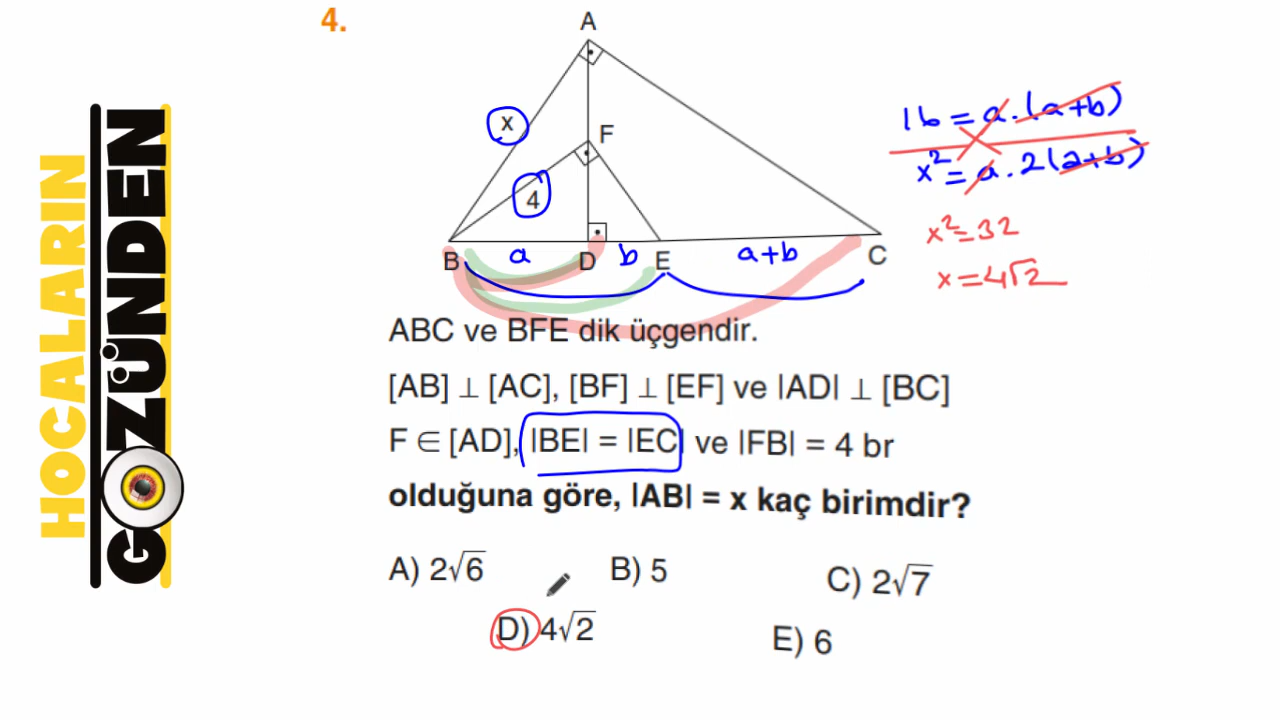 HOCALARIN
GÖZÜNDEN
4.
A
x
F
4
B
a
D
b
E
a+b
C
16 = a.(a+b)
x² = a.2(a+b)
x² = 32
x = 4√2
ABC ve BFE dik üçgendir.
[AB] ⊥ [AC], [BF] ⊥ [EF] ve |AD| ⊥ [BC]
F ∈ [AD], |BE| = |EC| ve |FB| = 4 br
olduğuna göre, |AB| = x kaç birimdir?
A) 2√6 B) 5 C) 2√7
D) 4√2 E) 6